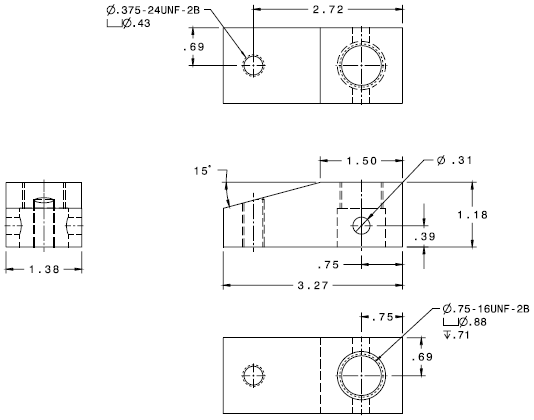 Ø.375-24UNF-2B
⌴Ø.43
2.72
.69
15°
1.50
Ø.31
1.18
.39
.75
1.38
3.27
.75
Ø.75-16UNF-2B
⌴Ø.88
↧.71
.69